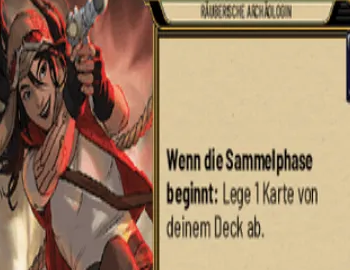 RÄUBERISCHE ARCHÄOLOGIN
Wenn die Sammelphase
beginnt: Lege 1 Karte von
deinem Deck ab.